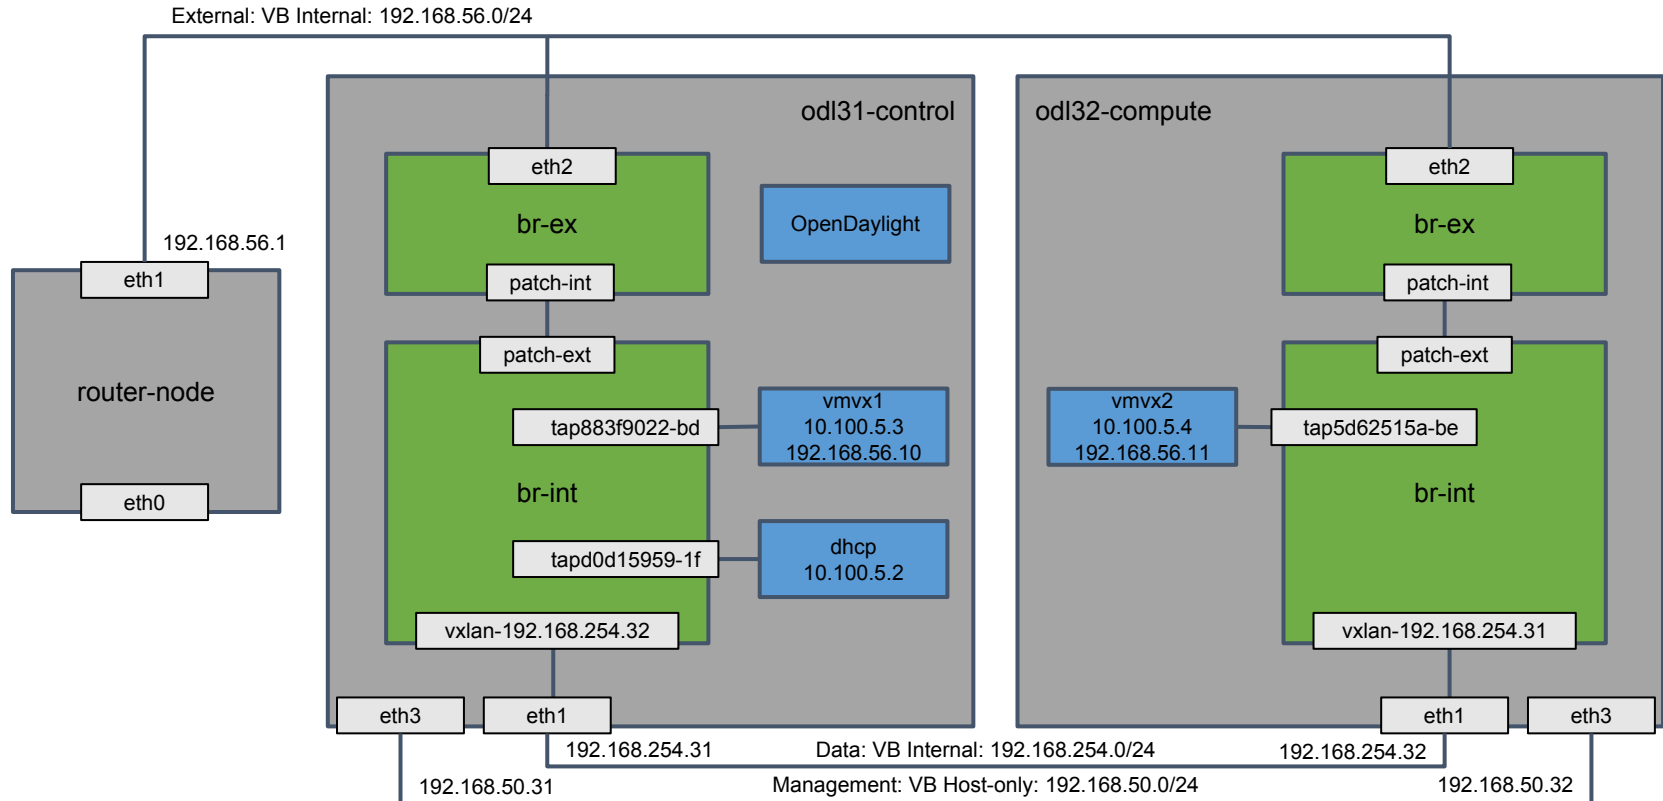 External: VB Internal: 192.168.56.0/24
odl31-control
odl32-compute
eth2
eth2
br-ex
OpenDaylight
br-ex
192.168.56.1
eth1
patch-int
patch-int
patch-ext
patch-ext
router-node
vmvx1
10.100.5.3
192.168.56.10
tap883f9022-bd
vmvx2
10.100.5.4
192.168.56.11
tap5d62515a-be
br-int
br-int
eth0
tapd0d15959-1f
dhcp
10.100.5.2
vxlan-192.168.254.32
vxlan-192.168.254.31
eth3
eth1
eth1
eth3
192.168.254.31
Data: VB Internal: 192.168.254.0/24
192.168.254.32
192.168.50.31
Management: VB Host-only: 192.168.50.0/24
192.168.50.32